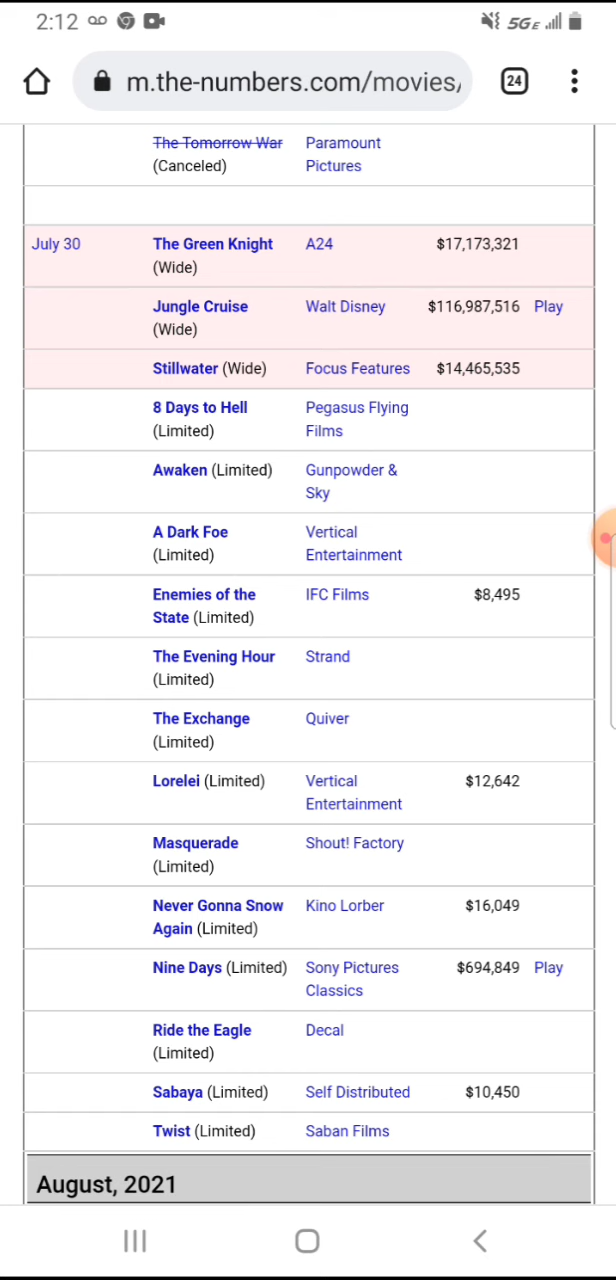 2:12
5GE
m.the-numbers.com/movies/
24
The Tomorrow War Paramount
(Canceled) Pictures
July 30 The Green Knight A24 $17,173,321
(Wide)
Jungle Cruise Walt Disney $116,987,516 Play
(Wide)
Stillwater (Wide) Focus Features $14,465,535
8 Days to Hell Pegasus Flying
(Limited) Films
Awaken (Limited) Gunpowder &
Sky
A Dark Foe Vertical
(Limited) Entertainment
Enemies of the IFC Films $8,495
State (Limited)
The Evening Hour Strand
(Limited)
The Exchange Quiver
(Limited)
Lorelei (Limited) Vertical $12,642
Entertainment
Masquerade Shout! Factory
(Limited)
Never Gonna Snow Kino Lorber $16,049
Again (Limited)
Nine Days (Limited) Sony Pictures $694,849 Play
Classics
Ride the Eagle Decal
(Limited)
Sabaya (Limited) Self Distributed $10,450
Twist (Limited) Saban Films
August, 2021